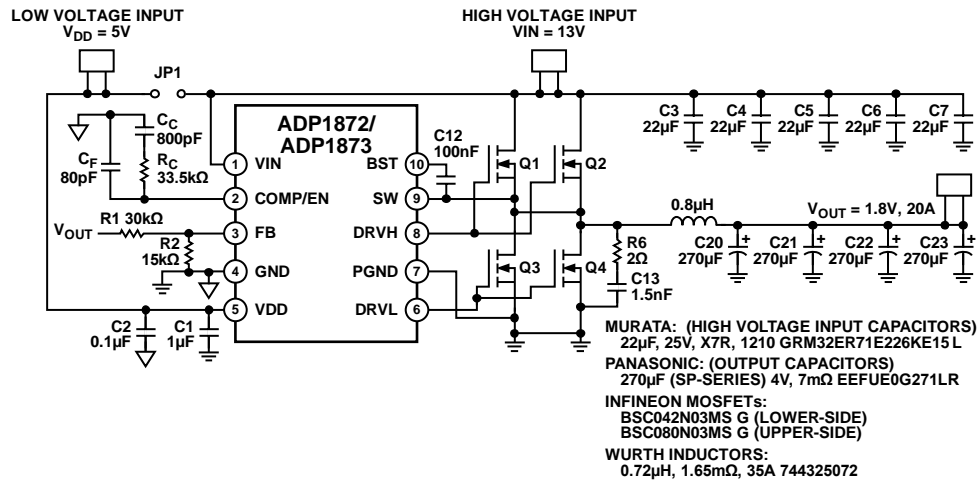 LOW VOLTAGE INPUT
V_DD = 5V
HIGH VOLTAGE INPUT
VIN = 13V
JP1
C_C
800pF
C_F
80pF
R_C
33.5kΩ
ADP1872/
ADP1873
1 VIN
2 COMP/EN
3 FB
4 GND
5 VDD
BST 10
SW 9
DRVH 8
PGND 7
DRVL 6
V_OUT
R1 30kΩ
R2
15kΩ
C2
0.1µF
C1
1µF
C12
100nF
Q1
Q2
Q3
Q4
C3
22µF
C4
22µF
C5
22µF
C6
22µF
C7
22µF
0.8µH
V_OUT = 1.8V, 20A
R6
2Ω
C13
1.5nF
C20
270µF
+
C21
270µF
+
C22
270µF
+
C23
270µF
+
MURATA: (HIGH VOLTAGE INPUT CAPACITORS)
22µF, 25V, X7R, 1210 GRM32ER71E226KE15 L
PANASONIC: (OUTPUT CAPACITORS)
270µF (SP-SERIES) 4V, 7mΩ EEFUE0G271LR
INFINEON MOSFETs:
BSC042N03MS G (LOWER-SIDE)
BSC080N03MS G (UPPER-SIDE)
WURTH INDUCTORS:
0.72µH, 1.65mΩ, 35A 744325072